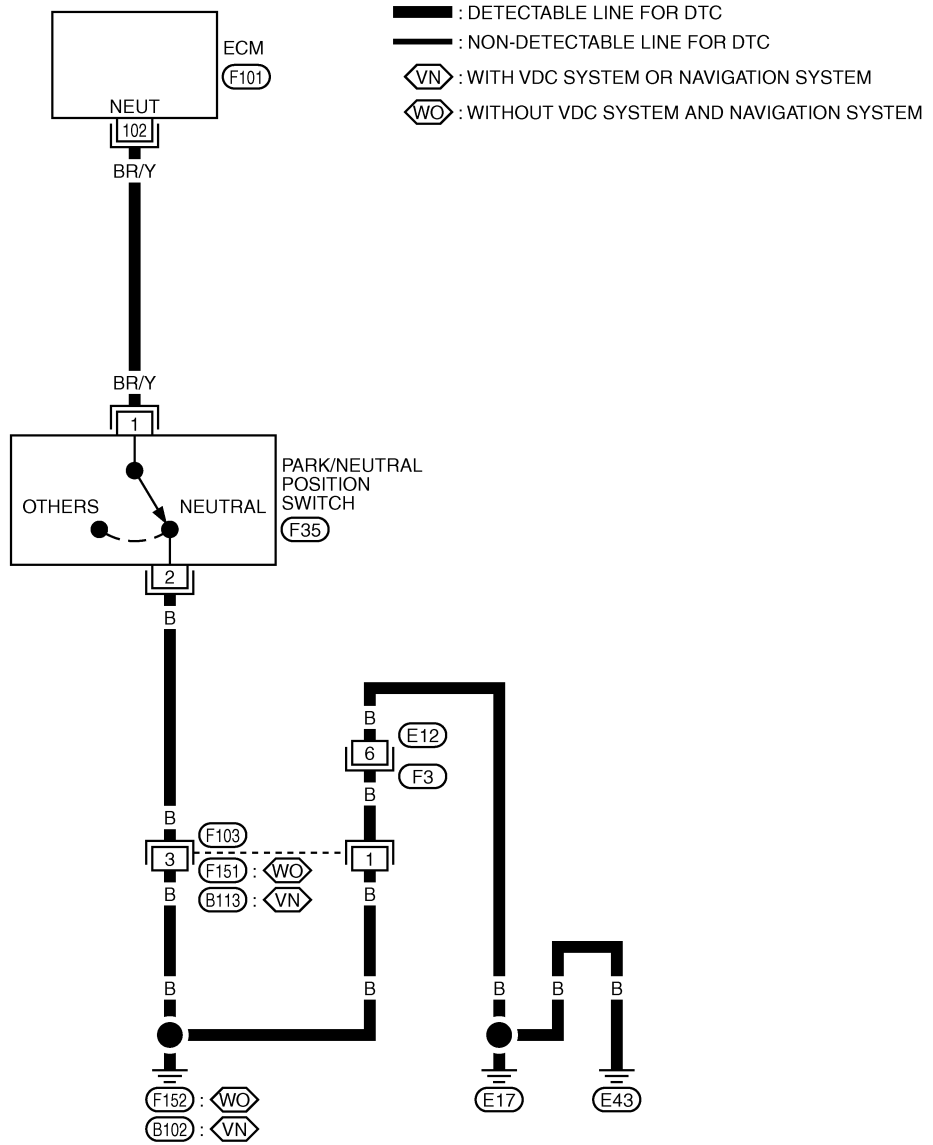 : DETECTABLE LINE FOR DTC
: NON-DETECTABLE LINE FOR DTC
VN : WITH VDC SYSTEM OR NAVIGATION SYSTEM
WO : WITHOUT VDC SYSTEM AND NAVIGATION SYSTEM
ECM
F101
NEUT
102
BR/Y
BR/Y
1
PARK/NEUTRAL
POSITION
SWITCH
F35
OTHERS
NEUTRAL
2
B
B
6
E12
F3
B
B
F103
3
1
F151 : WO
B113 : VN
B
B
B
B
B
B
F152 : WO
B102 : VN
E17
E43